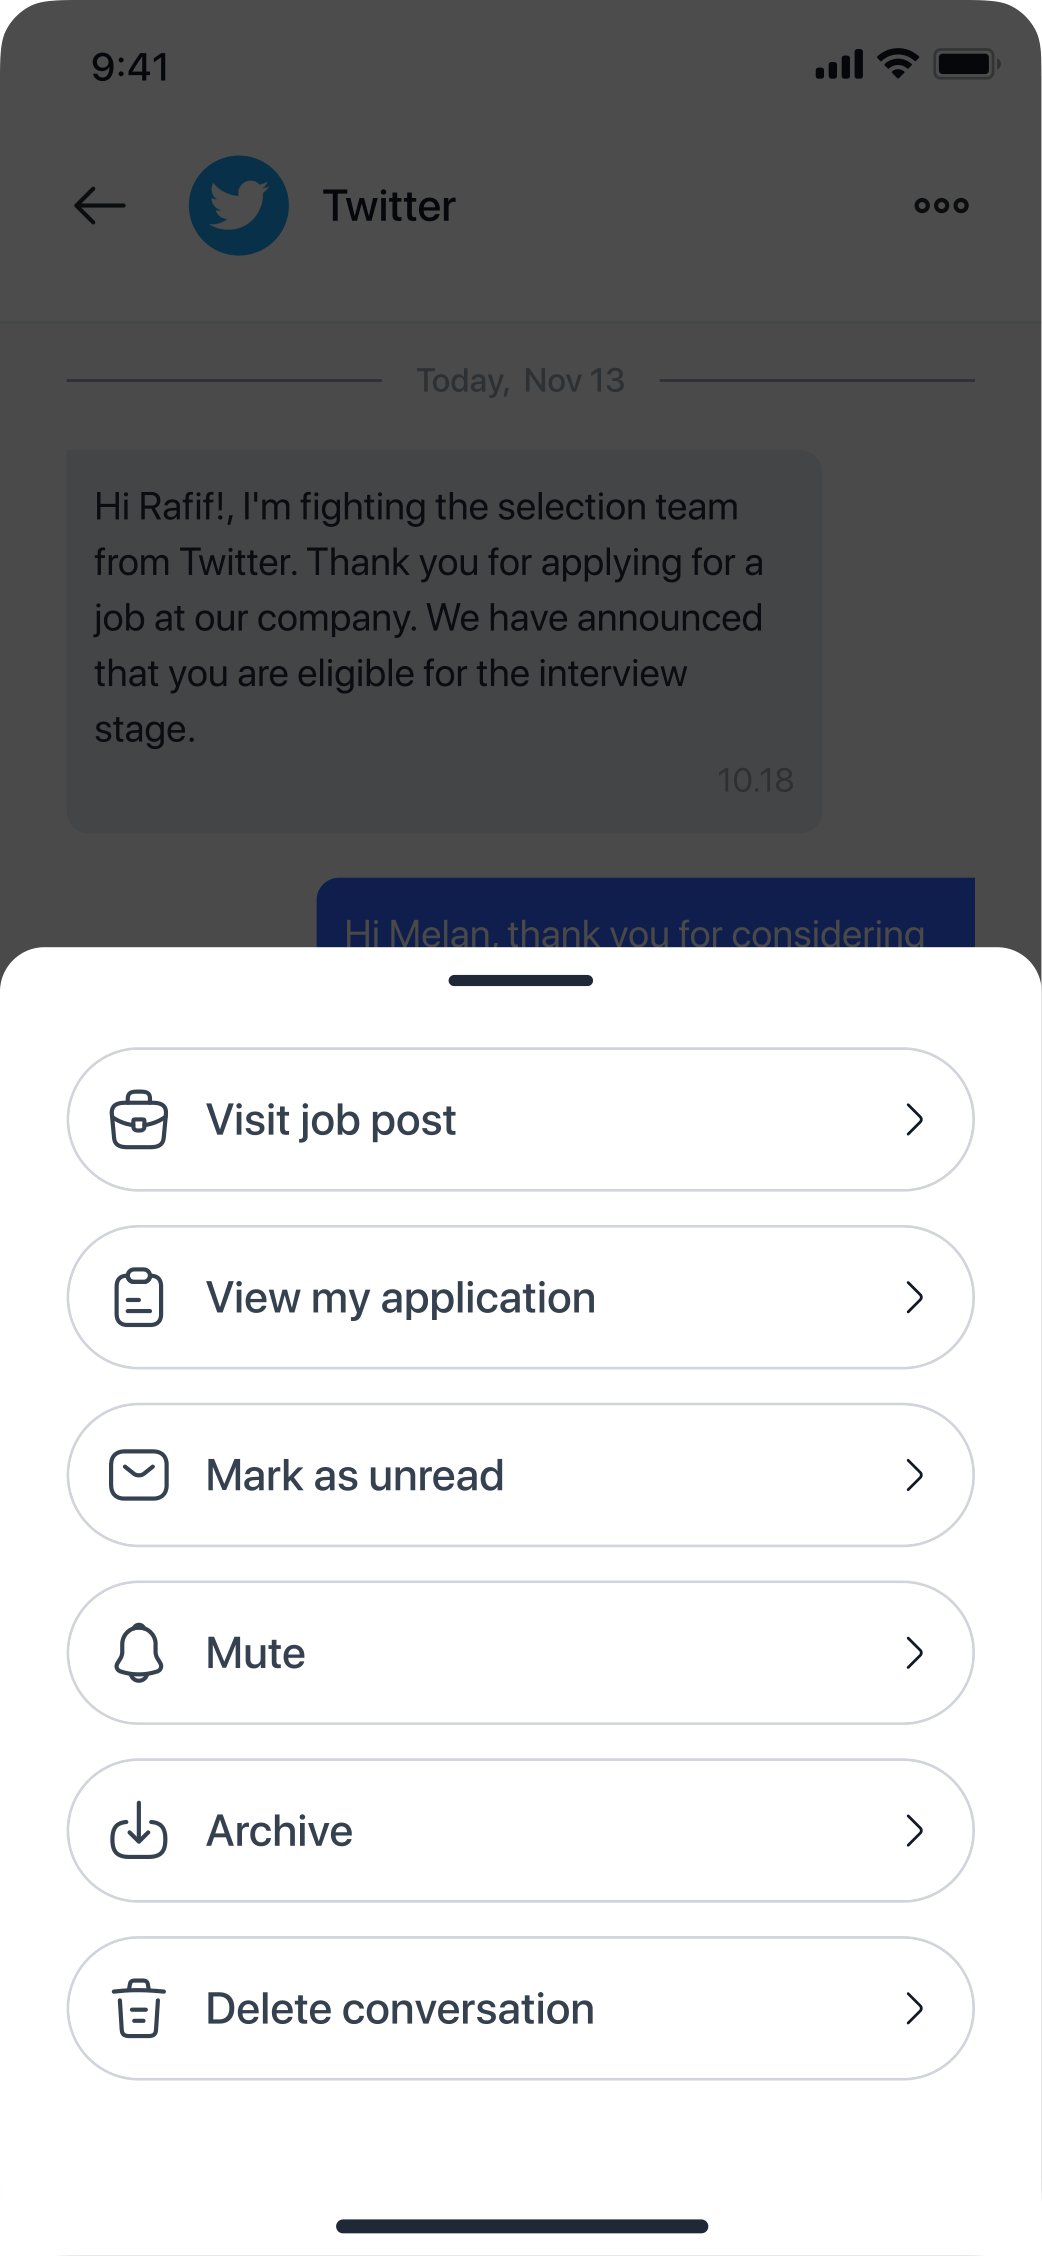 9:41
Twitter
Today, Nov 13
Hi Rafif!, I'm fighting the selection team
from Twitter. Thank you for applying for a
job at our company. We have announced
that you are eligible for the interview
stage.
10.18
Hi Melan, thank you for considering
Visit job post
View my application
Mark as unread
Mute
Archive
Delete conversation